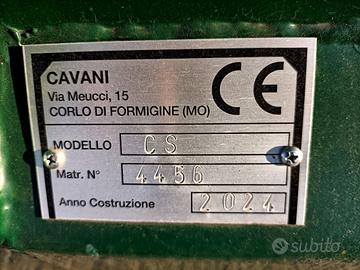 CAVANI
Via Meucci, 15
CORLO DI FORMIGINE (MO)
CE
MODELLO CS
Matr. N° 4456
Anno Costruzione 2024
subito